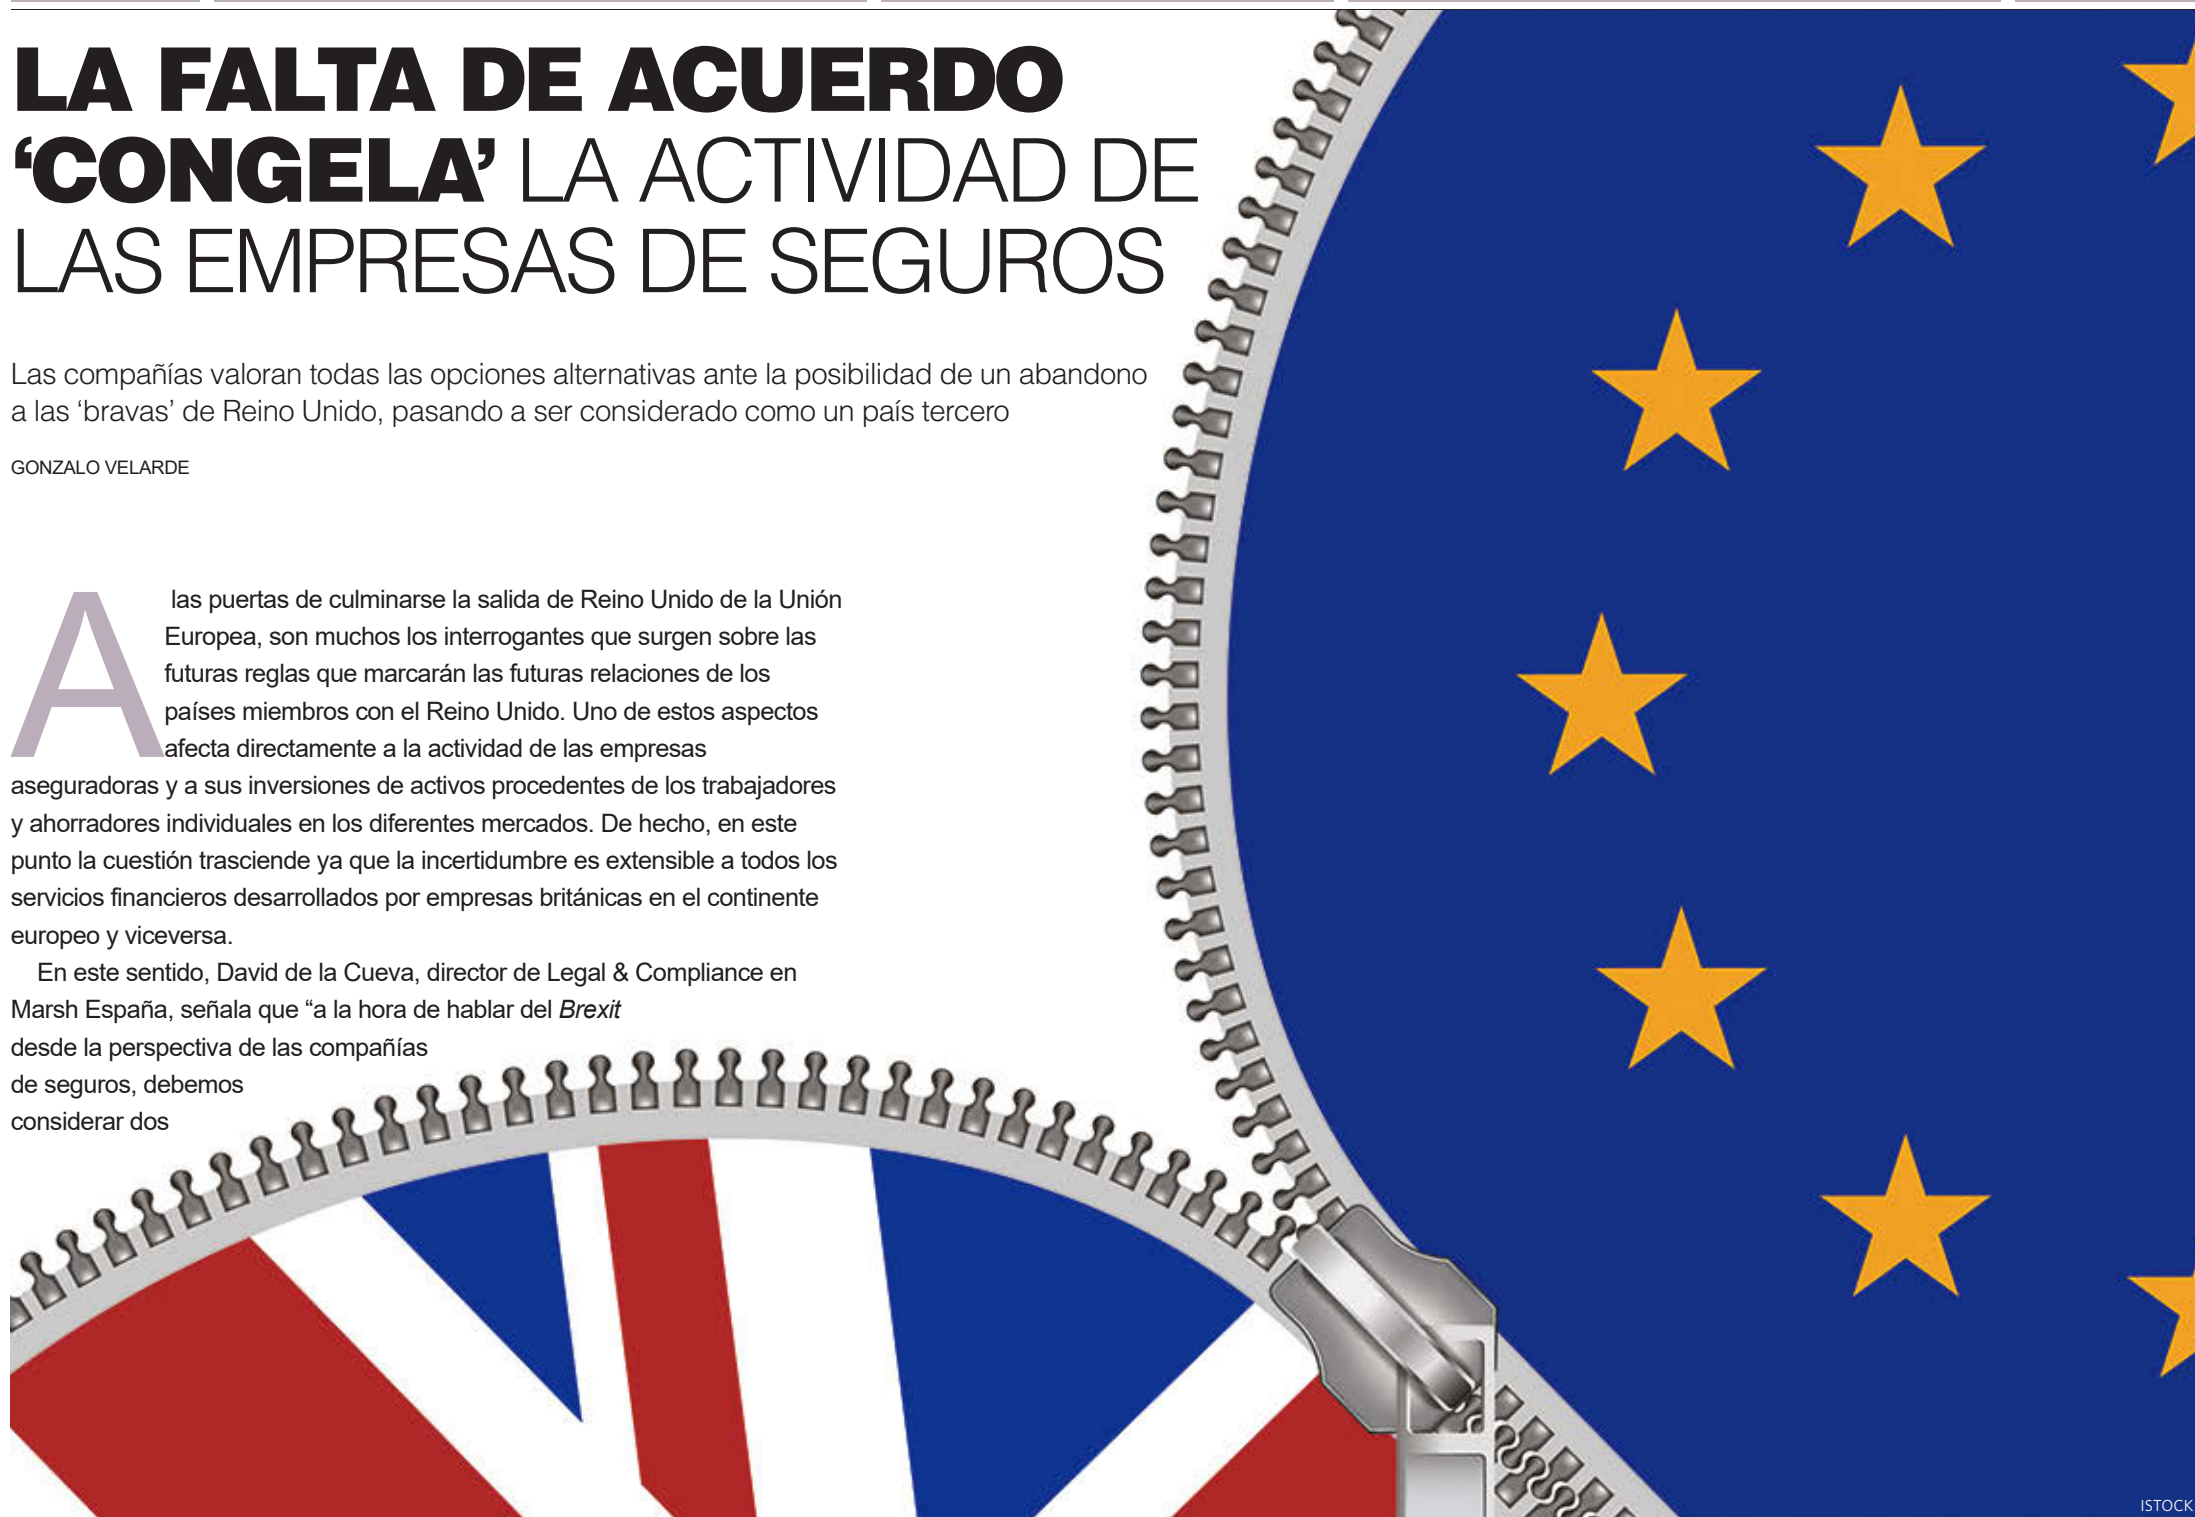 LA FALTA DE ACUERDO
‘CONGELA’ LA ACTIVIDAD DE
LAS EMPRESAS DE SEGUROS
Las compañías valoran todas las opciones alternativas ante la posibilidad de un abandono
a las ‘bravas’ de Reino Unido, pasando a ser considerado como un país tercero
GONZALO VELARDE
A las puertas de culminarse la salida de Reino Unido de la Unión
Europea, son muchos los interrogantes que surgen sobre las
futuras reglas que marcarán las futuras relaciones de los
países miembros con el Reino Unido. Uno de estos aspectos
afecta directamente a la actividad de las empresas
aseguradoras y a sus inversiones de activos procedentes de los trabajadores
y ahorradores individuales en los diferentes mercados. De hecho, en este
punto la cuestión trasciende ya que la incertidumbre es extensible a todos los
servicios financieros desarrollados por empresas británicas en el continente
europeo y viceversa.
En este sentido, David de la Cueva, director de Legal & Compliance en
Marsh España, señala que “a la hora de hablar del Brexit
desde la perspectiva de las compañías
de seguros, debemos
considerar dos
ISTOCK